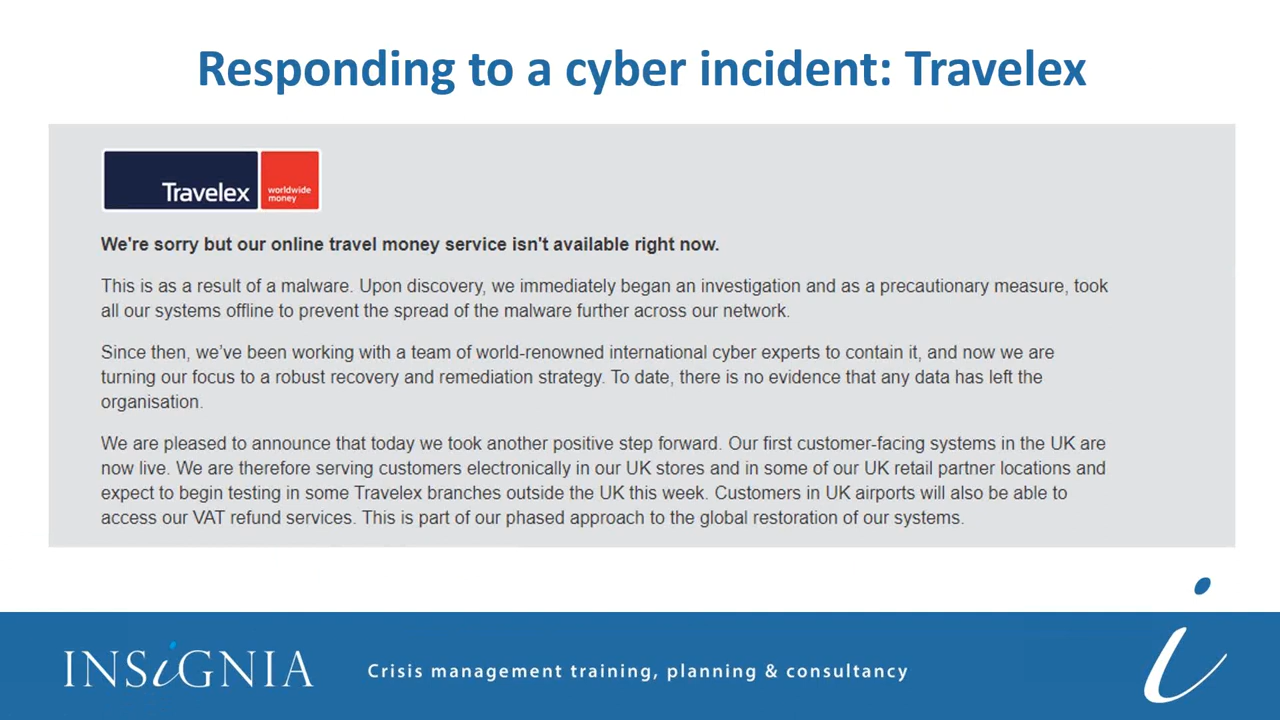 Responding to a cyber incident: Travelex
Travelex
worldwide
money
We're sorry but our online travel money service isn't available right now.
This is as a result of a malware. Upon discovery, we immediately began an investigation and as a precautionary measure, took
all our systems offline to prevent the spread of the malware further across our network.
Since then, we’ve been working with a team of world-renowned international cyber experts to contain it, and now we are
turning our focus to a robust recovery and remediation strategy. To date, there is no evidence that any data has left the
organisation.
We are pleased to announce that today we took another positive step forward. Our first customer-facing systems in the UK are
now live. We are therefore serving customers electronically in our UK stores and in some of our UK retail partner locations and
expect to begin testing in some Travelex branches outside the UK this week. Customers in UK airports will also be able to
access our VAT refund services. This is part of our phased approach to the global restoration of our systems.
INSiGNIA
Crisis management training, planning & consultancy
i